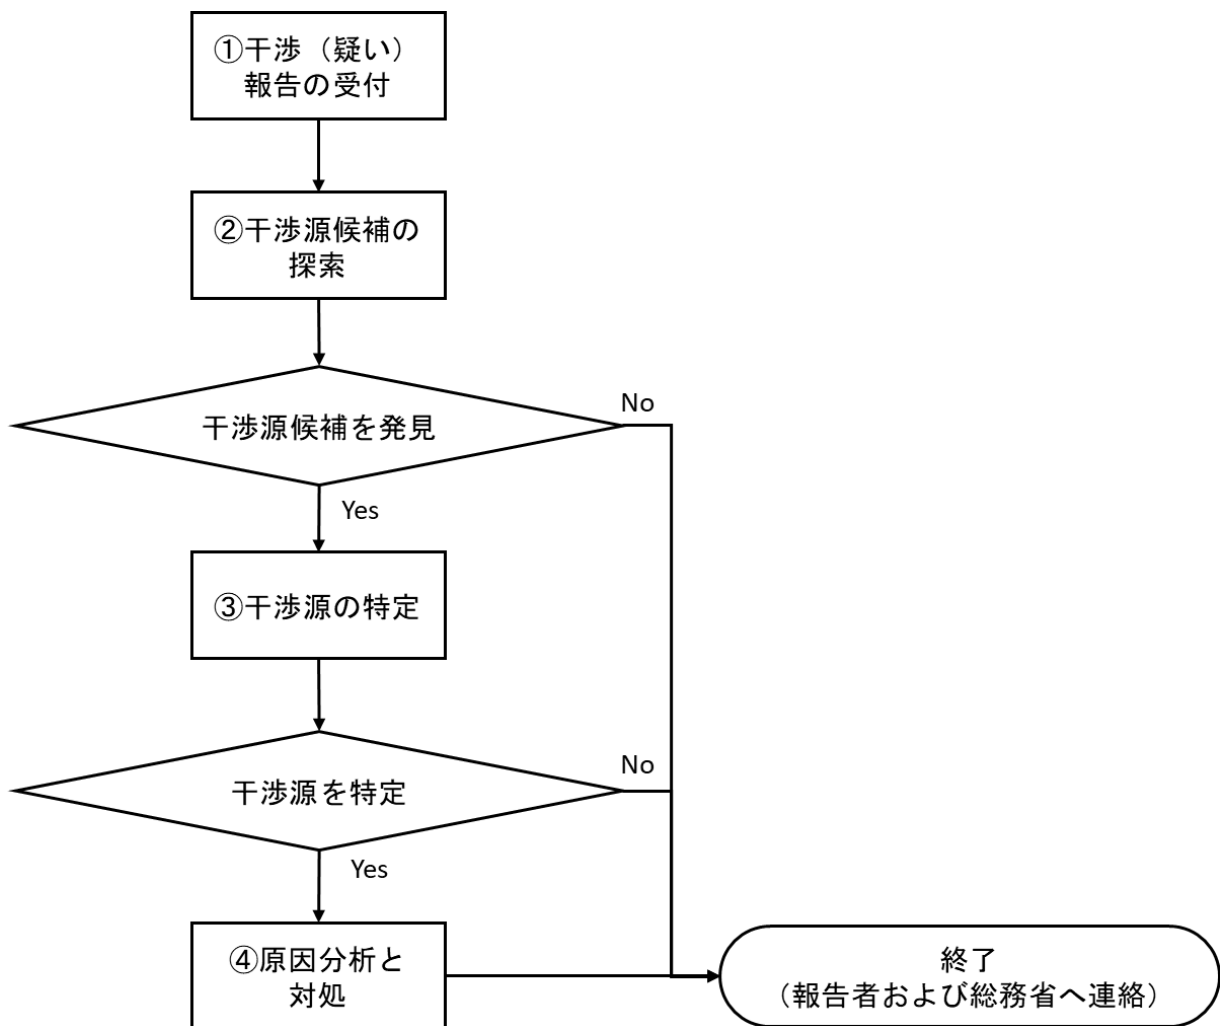 ①干渉（疑い）
報告の受付
②干渉源候補の
探索
干渉源候補を発見
No
Yes
③干渉源の特定
干渉源を特定
No
Yes
④原因分析と
対処
終了
（報告者および総務省へ連絡）